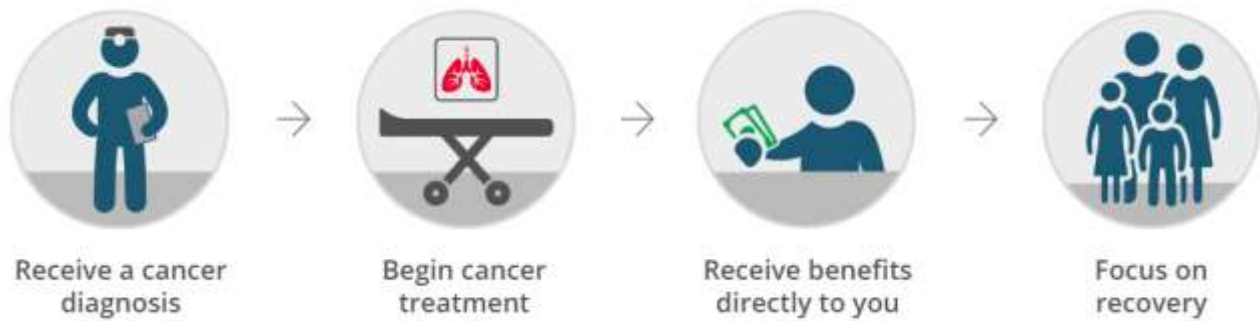 Receive a cancer
diagnosis
Begin cancer
treatment
Receive benefits
directly to you
Focus on
recovery